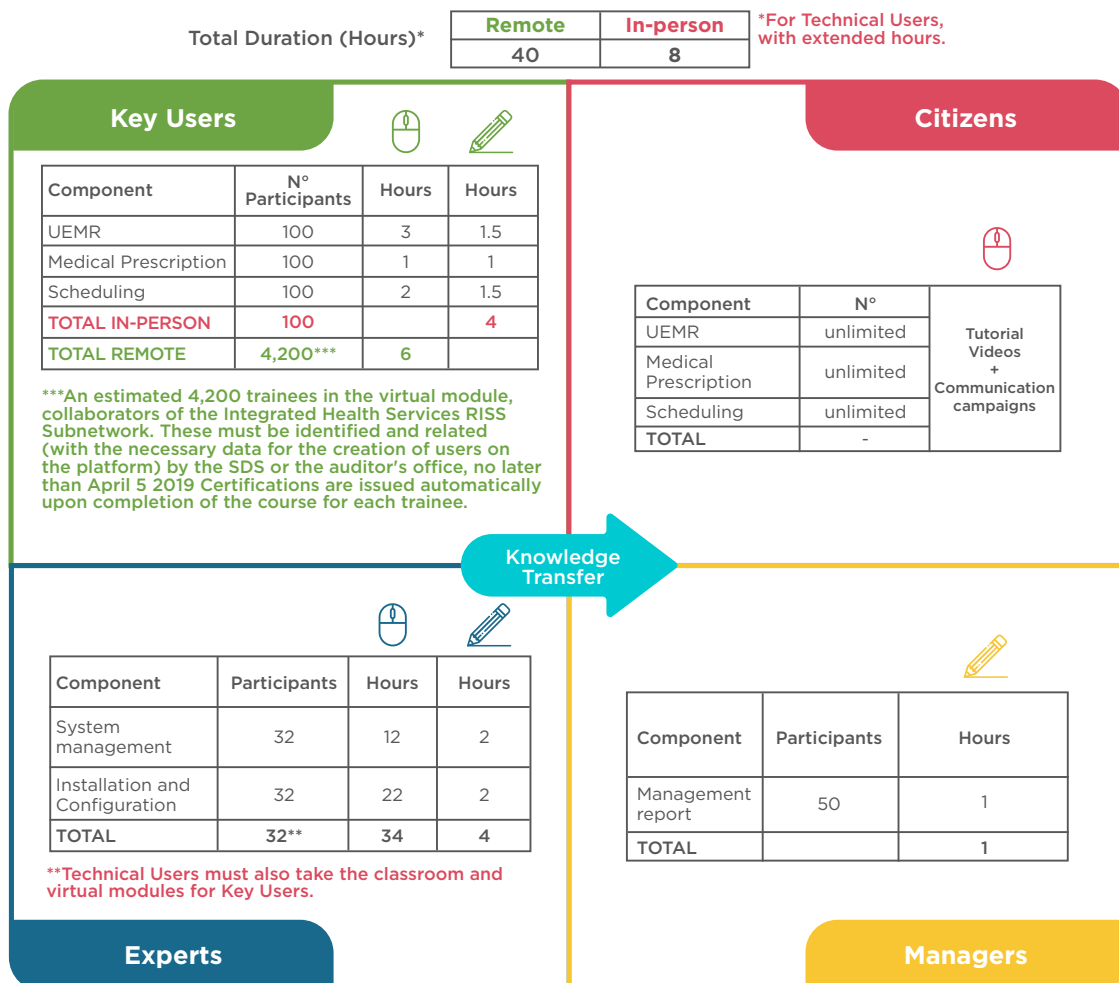 Total Duration (Hours)*
Remote In-person
40 8
*For Technical Users,
with extended hours.
Key Users
Component N° Participants Hours Hours
UEMR 100 3 1.5
Medical Prescription 100 1 1
Scheduling 100 2 1.5
TOTAL IN-PERSON 100 4
TOTAL REMOTE 4,200*** 6
***An estimated 4,200 trainees in the virtual module,
collaborators of the Integrated Health Services RISS
Subnetwork. These must be identified and related
(with the necessary data for the creation of users on
the platform) by the SDS or the auditor's office, no later
than April 5 2019 Certifications are issued automatically
upon completion of the course for each trainee.
Citizens
Component N°
UEMR unlimited
Medical
Prescription unlimited
Scheduling unlimited
TOTAL -
Tutorial
Videos
+
Communication
campaigns
Knowledge
Transfer
Component Participants Hours Hours
System
management 32 12 2
Installation and
Configuration 32 22 2
TOTAL 32** 34 4
**Technical Users must also take the classroom and
virtual modules for Key Users.
Experts
Component Participants Hours
Management
report 50 1
TOTAL 1
Managers